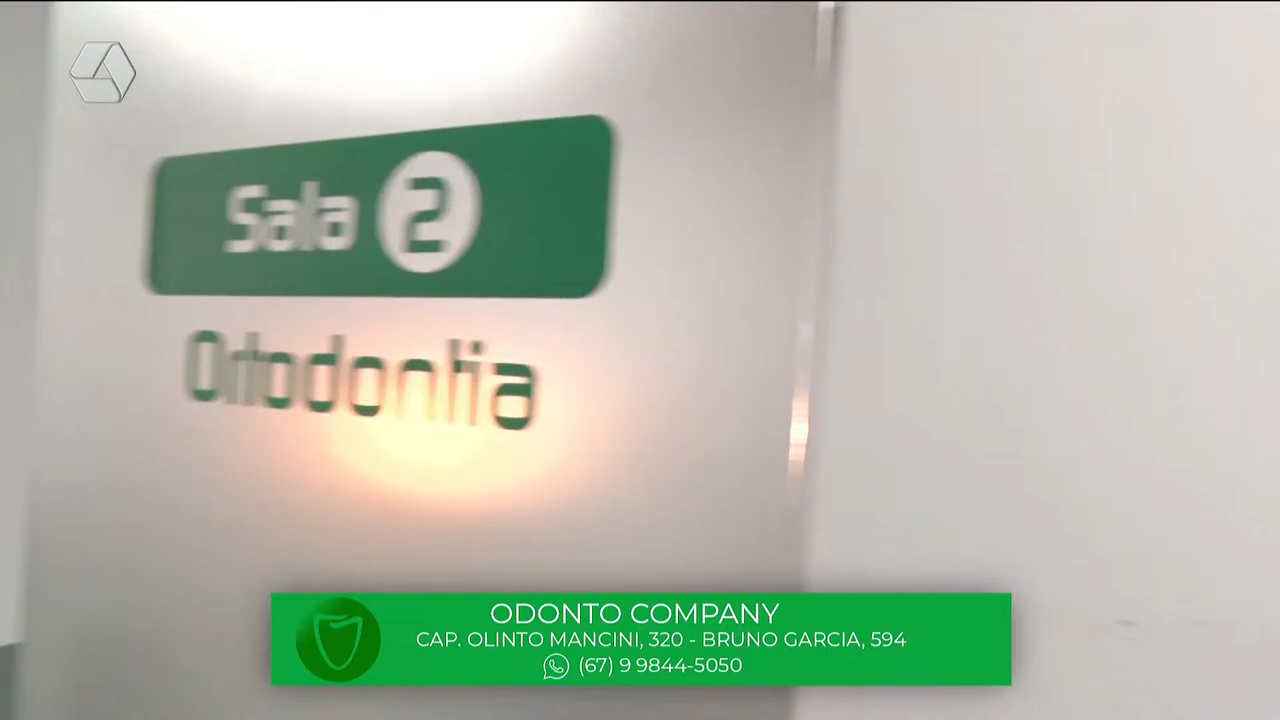 Sala 2
Ortodontia
ODONTO COMPANY
CAP. OLINTO MANCINI, 320 - BRUNO GARCIA, 594
(67) 9 9844-5050